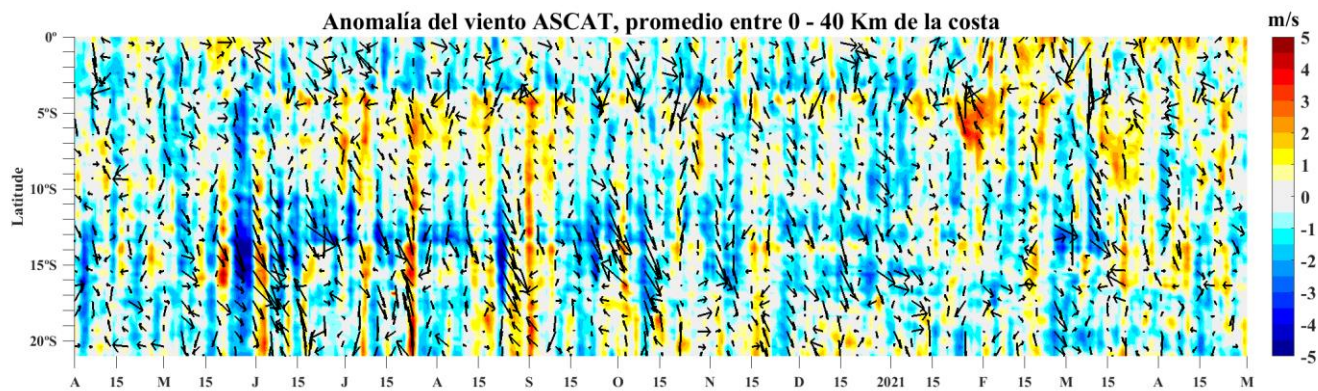 Anomalía del viento ASCAT, promedio entre 0 - 40 Km de la costa
m/s
0º
5ºS
10ºS
15ºS
20ºS
Latitude
A 15 M 15 J 15 J 15 A 15 S 15 O 15 N 15 D 15 2021 15 F 15 M 15 A 15 M
5
4
3
2
1
0
-1
-2
-3
-4
-5